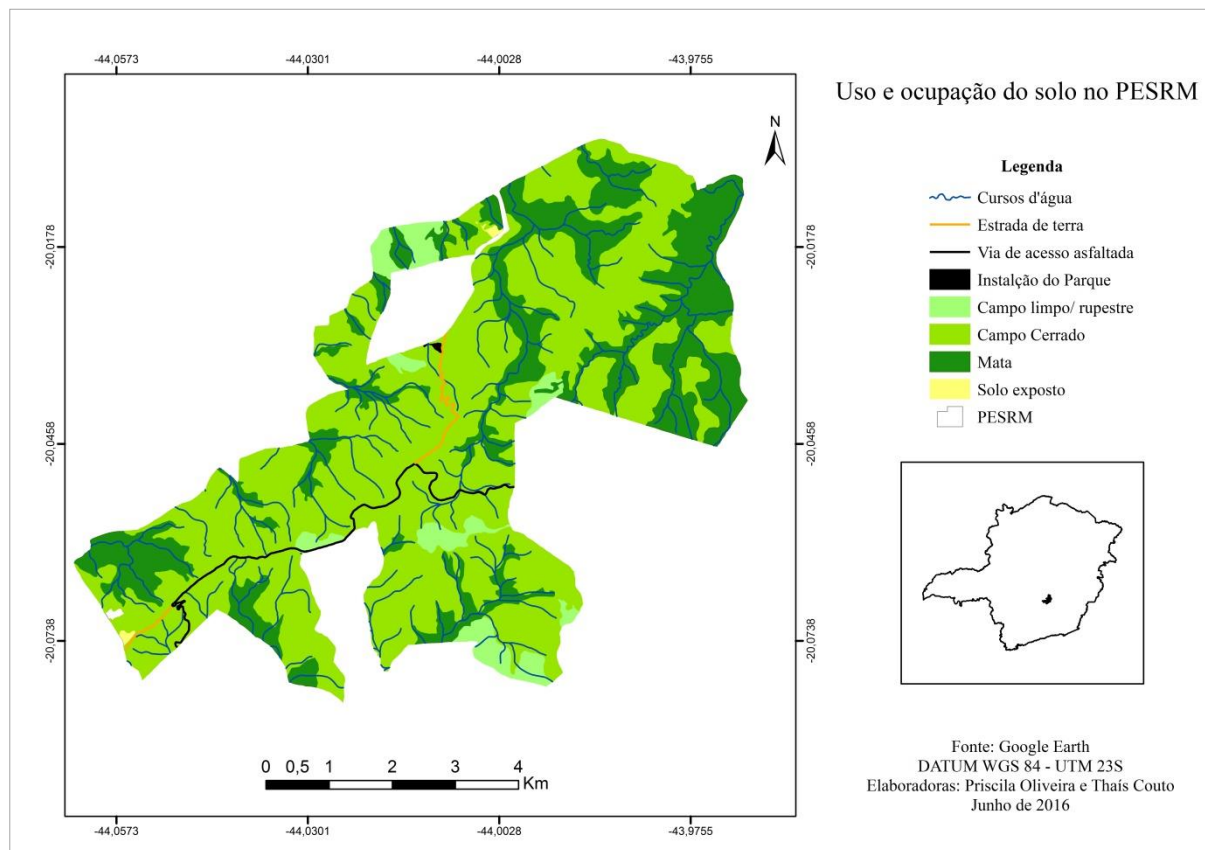 -44,0573 -44,0301 -44,0028 -43,9755
Uso e ocupação do solo no PESRM
N
Legenda
Cursos d'água
Estrada de terra
Via de acesso asfaltada
Instalção do Parque
Campo limpo/ rupestre
Campo Cerrado
Mata
Solo exposto
PESRM
-20,0178 -20,0178
-20,0458 -20,0458
-20,0738 -20,0738
0 0,5 1 2 3 4
Km
-44,0573 -44,0301 -44,0028 -43,9755
Fonte: Google Earth
DATUM WGS 84 - UTM 23S
Elaboradoras: Priscila Oliveira e Thaís Couto
Junho de 2016